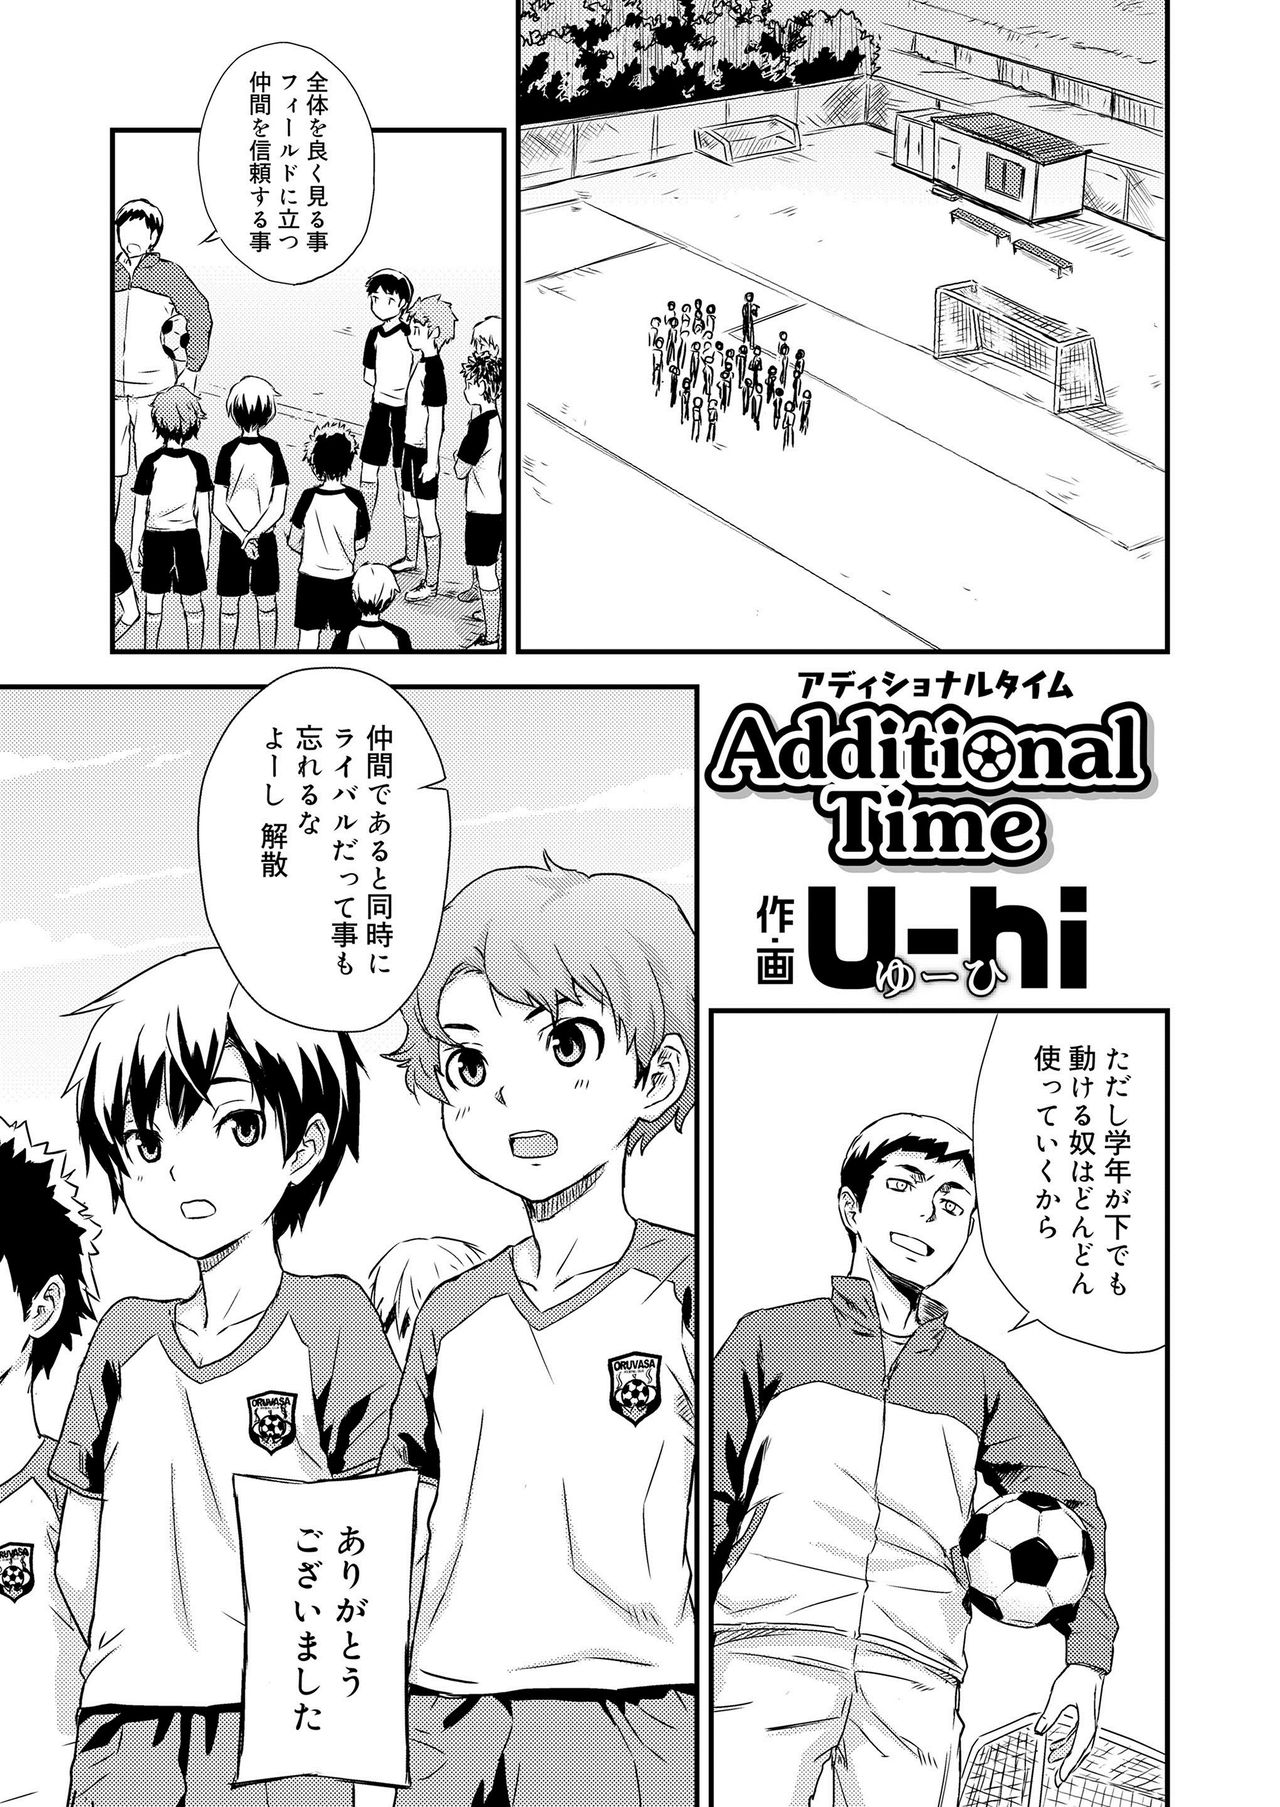 全体を良く見る事
フィールドに立つ
仲間を信頼する事
アディショナルタイム
Additional
Time
作・画
U-hi
ゆーひ
ただし学年が下でも
動ける奴はどんどん
使っていくから
仲間であると同時に
ライバルだって事も
忘れるな
よーし 解散
ORUVASA
ORUVASA
ORUVASA
ありがとう
ございました